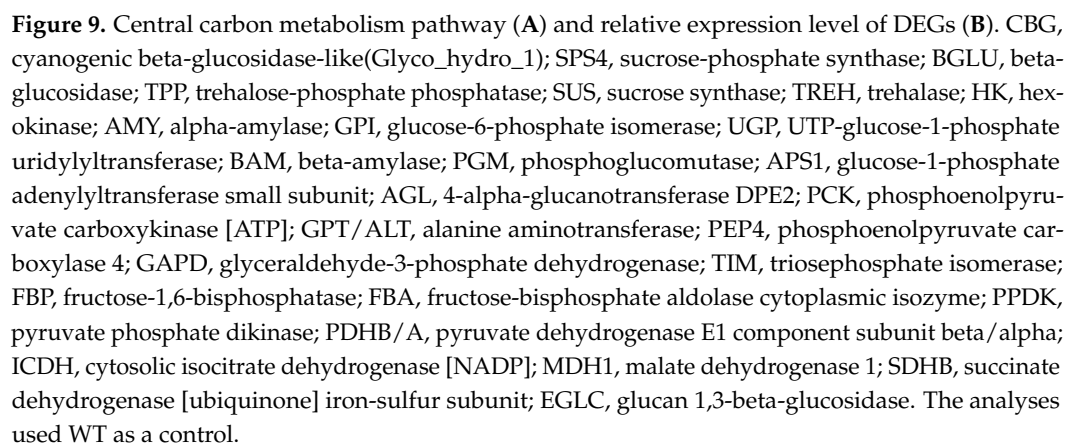 Figure 9. Central carbon metabolism pathway (A) and relative expression level of DEGs (B). CBG,
cyanogenic beta-glucosidase-like(Glyco_hydro_1); SPS4, sucrose-phosphate synthase; BGLU, beta-
glucosidase; TPP, trehalose-phosphate phosphatase; SUS, sucrose synthase; TREH, trehalase; HK, hex-
okinase; AMY, alpha-amylase; GPI, glucose-6-phosphate isomerase; UGP, UTP-glucose-1-phosphate
uridylyltransferase; BAM, beta-amylase; PGM, phosphoglucomutase; APS1, glucose-1-phosphate
adenylyltransferase small subunit; AGL, 4-alpha-glucanotransferase DPE2; PCK, phosphoenolpyru-
vate carboxykinase [ATP]; GPT/ALT, alanine aminotransferase; PEP4, phosphoenolpyruvate car-
boxylase 4; GAPD, glyceraldehyde-3-phosphate dehydrogenase; TIM, triosephosphate isomerase;
FBP, fructose-1,6-bisphosphatase; FBA, fructose-bisphosphate aldolase cytoplasmic isozyme; PPDK,
pyruvate phosphate dikinase; PDHB/A, pyruvate dehydrogenase E1 component subunit beta/alpha;
ICDH, cytosolic isocitrate dehydrogenase [NADP]; MDH1, malate dehydrogenase 1; SDHB, succinate
dehydrogenase [ubiquinone] iron-sulfur subunit; EGLC, glucan 1,3-beta-glucosidase. The analyses
used WT as a control.